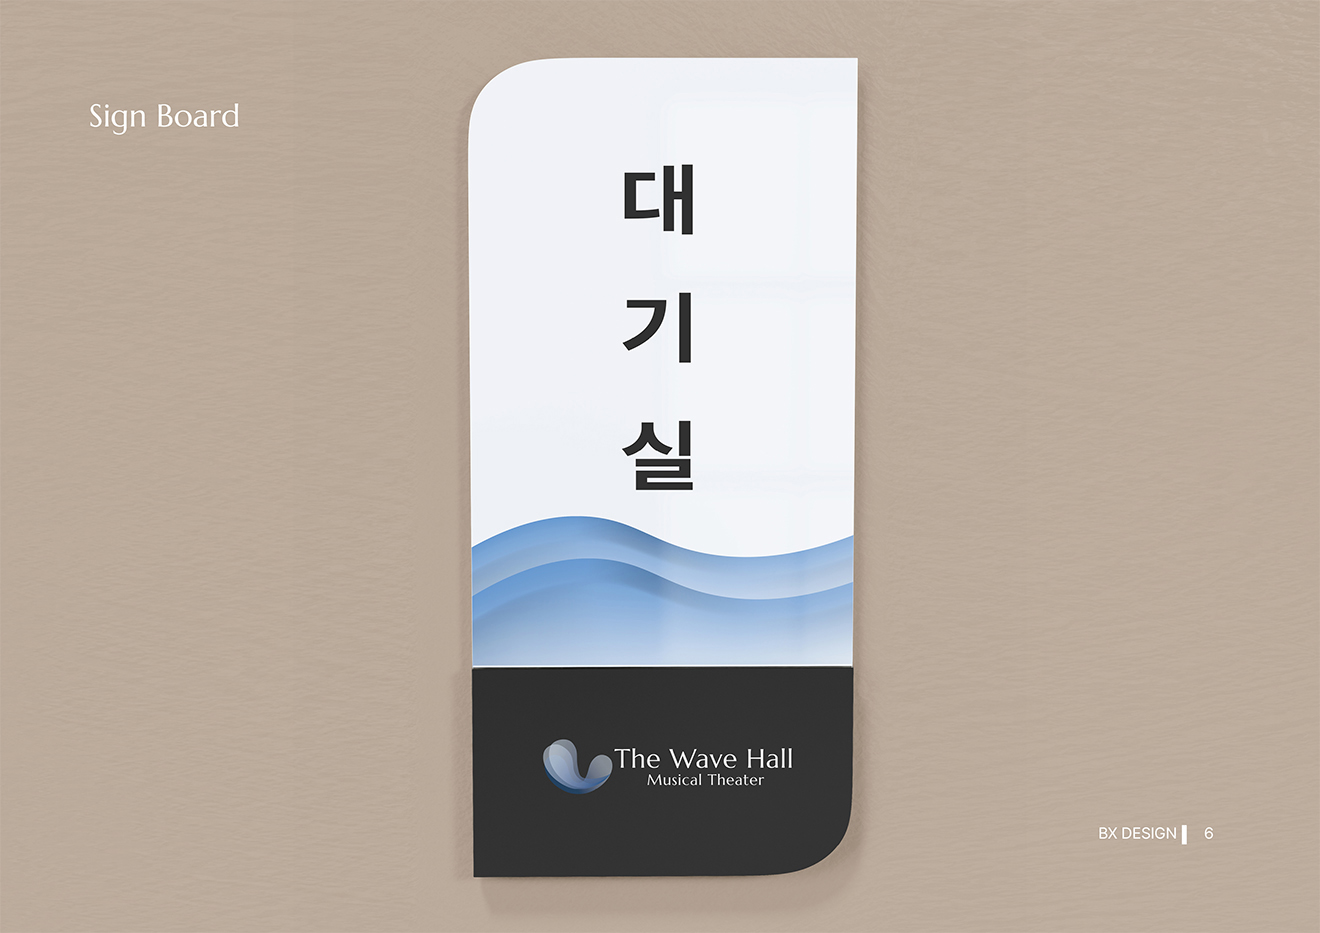 Sign Board
대
기
실
The Wave Hall
Musical Theater
BX DESIGN 6